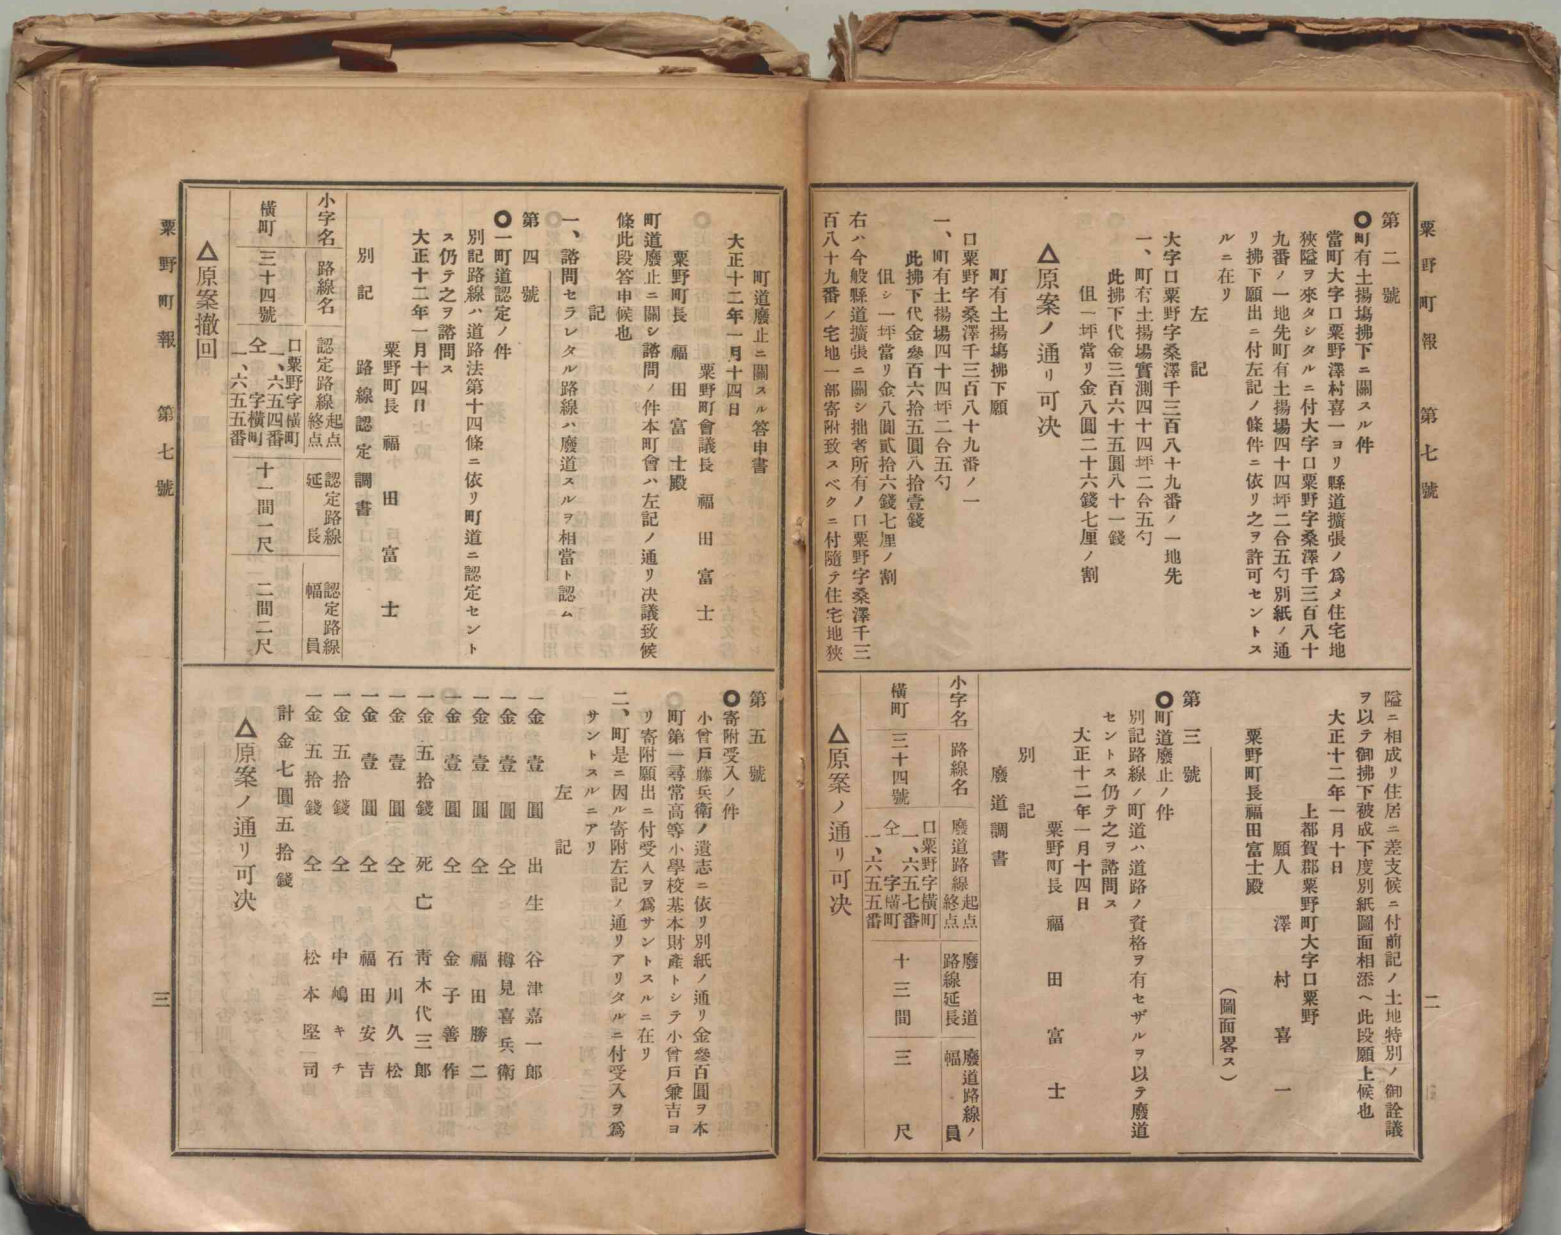 粟野町報　第七號
二
第二號
○町有土揚塲拂下ニ關スル件
當町大字口粟野澤村喜一ヨリ縣道擴張ノ爲メ住宅地
狹隘ヲ來タシタルニ付大字口粟野字桑澤千三百八十
九番ノ一地先町有土揚塲四十四坪二合五勺別紙ノ通
リ拂下願出ニ付左記ノ條件ニ依リ之ヲ許可セントス
ルニ在リ
左記
大字口粟野字桑澤千三百八十九番ノ一地先
一、町有土揚塲實測四十四坪二合五勺
此拂下代金三百六十五圓八十一錢
但一坪當リ金八圓二十六錢七厘ノ割
△原案ノ通リ可决
町有土揚塲拂下願
口粟野字桑澤千三百八十九番ノ一
一、町有土揚塲四十四坪二合五勺
此拂下代金參百六拾五圓八拾壹錢
但シ一坪當リ金八圓貳拾六錢七厘ノ割
右ハ今般縣道擴張ニ關シ拙者所有ノ口粟野字桑澤千三
百八十九番ノ宅地一部寄附致スベクニ付隨テ住宅地狹
隘ニ相成リ住居ニ差支候ニ付前記ノ土地特別ノ御詮議
ヲ以テ御拂下被成下度別紙圖面相添ヘ此段願上候也
大正十二年一月十日
上都賀郡粟野町大字口粟野
願人　澤村喜一
粟野町長福田富士殿
（圖面畧ス）
第三號
○町道廢止ノ件
別記路線ノ町道ハ道路ノ資格ヲ有セザルヲ以テ廢道
セントス仍テ之ヲ諮問ス
大正十二年一月十四日
粟野町長　福田富士
別記
廢道調書
小字名　路線名　廢道路線起点終点　廢道路線延長　廢道路線ノ幅員
橫町　三十四號　口粟野字橫町一、六五七番　仝字橫町一、六五五番　十三間　三尺
△原案ノ通リ可决
町道廢止ニ關スル答申書
大正十二年一月十四日
粟野町會議長　福田富士
粟野町長　福田富士殿
町道廢止ニ關シ諮問ノ件本町會ハ左記ノ通リ決議致候
條此段答申候也
記
一、諮問セラレタル路線ハ廢道スルヲ相當ト認ム
第四號
○一町道認定ノ件
別記路線ハ道路法第十四條ニ依リ町道ニ認定セント
ス仍テ之ヲ諮問ス
大正十二年一月十四日
粟野町長　福田富士
別記　路線認定調書
小字名　路線名　認定路線起点終点　認定路線延長　認定路線幅員
橫町　三十四號　口粟野字橫町一、六五四番　仝字橫町一、六五五番　十一間一尺　二間二尺
△原案撤回
第五號
○寄附受入ノ件
小曾戸藤兵衛ノ遺志ニ依リ別紙ノ通リ金參百圓ヲ本
町第一尋常高等小學校基本財產トシテ小曾戸兼吉ヨ
リ寄附願出ニ付受入ヲ爲サントスルニ在リ
二、町是ニ因ル寄附左記ノ通リアリタルニ付受入ヲ爲
サントスルニアリ
左記
一金壹圓　出生　谷津嘉一郎
一金壹圓　仝　樽見喜兵衛
一金壹圓　仝　福田勝二
一金壹圓　仝　金子善作
一金五拾錢　死亡　青木代三郎
一金壹圓　仝　石川久松
一金壹圓　仝　福田安吉
一金五拾錢　仝　中嶋キチ
一金五拾錢　仝　松本堅司
計金七圓五拾錢
△原案ノ通リ可决
粟野町報　第七號
三